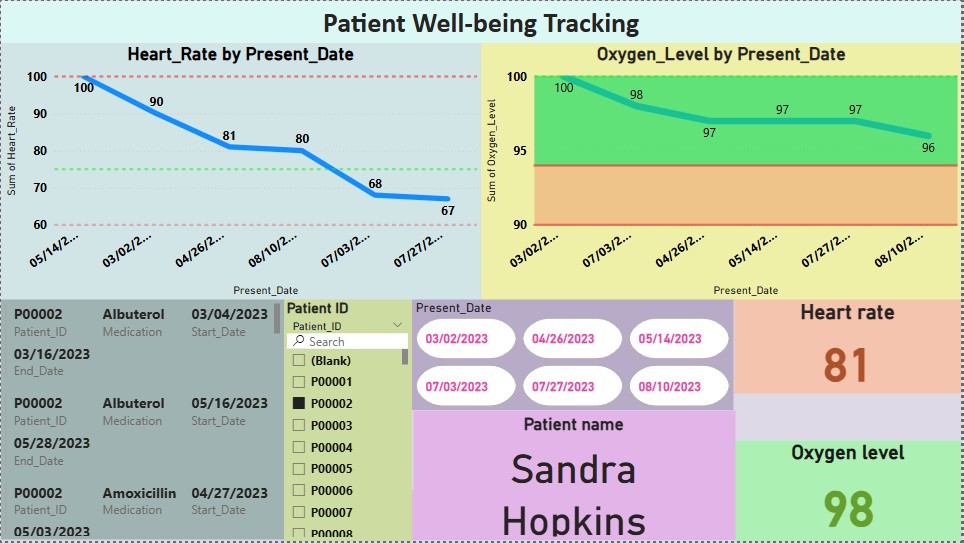 Patient Well-being Tracking
Heart_Rate by Present_Date
Sum of Heart_Rate
100
90
80
70
60
100
90
81
80
68
67
05/14/2...
03/02/2...
04/26/2...
08/10/2...
07/03/2...
07/27/2...
Present_Date
Oxygen_Level by Present_Date
Sum of Oxygen_Level
100
95
90
100
98
97
97
97
96
03/02/2...
07/03/2...
04/26/2...
05/14/2...
07/27/2...
08/10/2...
Present_Date
P00002 Albuterol 03/04/2023
Patient_ID Medication Start_Date
03/16/2023
End_Date
P00002 Albuterol 05/16/2023
Patient_ID Medication Start_Date
05/28/2023
End_Date
P00002 Amoxicillin 04/27/2023
Patient_ID Medication Start_Date
05/03/2023
Patient ID
Patient_ID
Search
(Blank)
P00001
P00002
P00003
P00004
P00005
P00006
P00007
P00008
Present_Date
03/02/2023 04/26/2023 05/14/2023
07/03/2023 07/27/2023 08/10/2023
Patient name
Sandra
Hopkins
Heart rate
81
Oxygen level
98